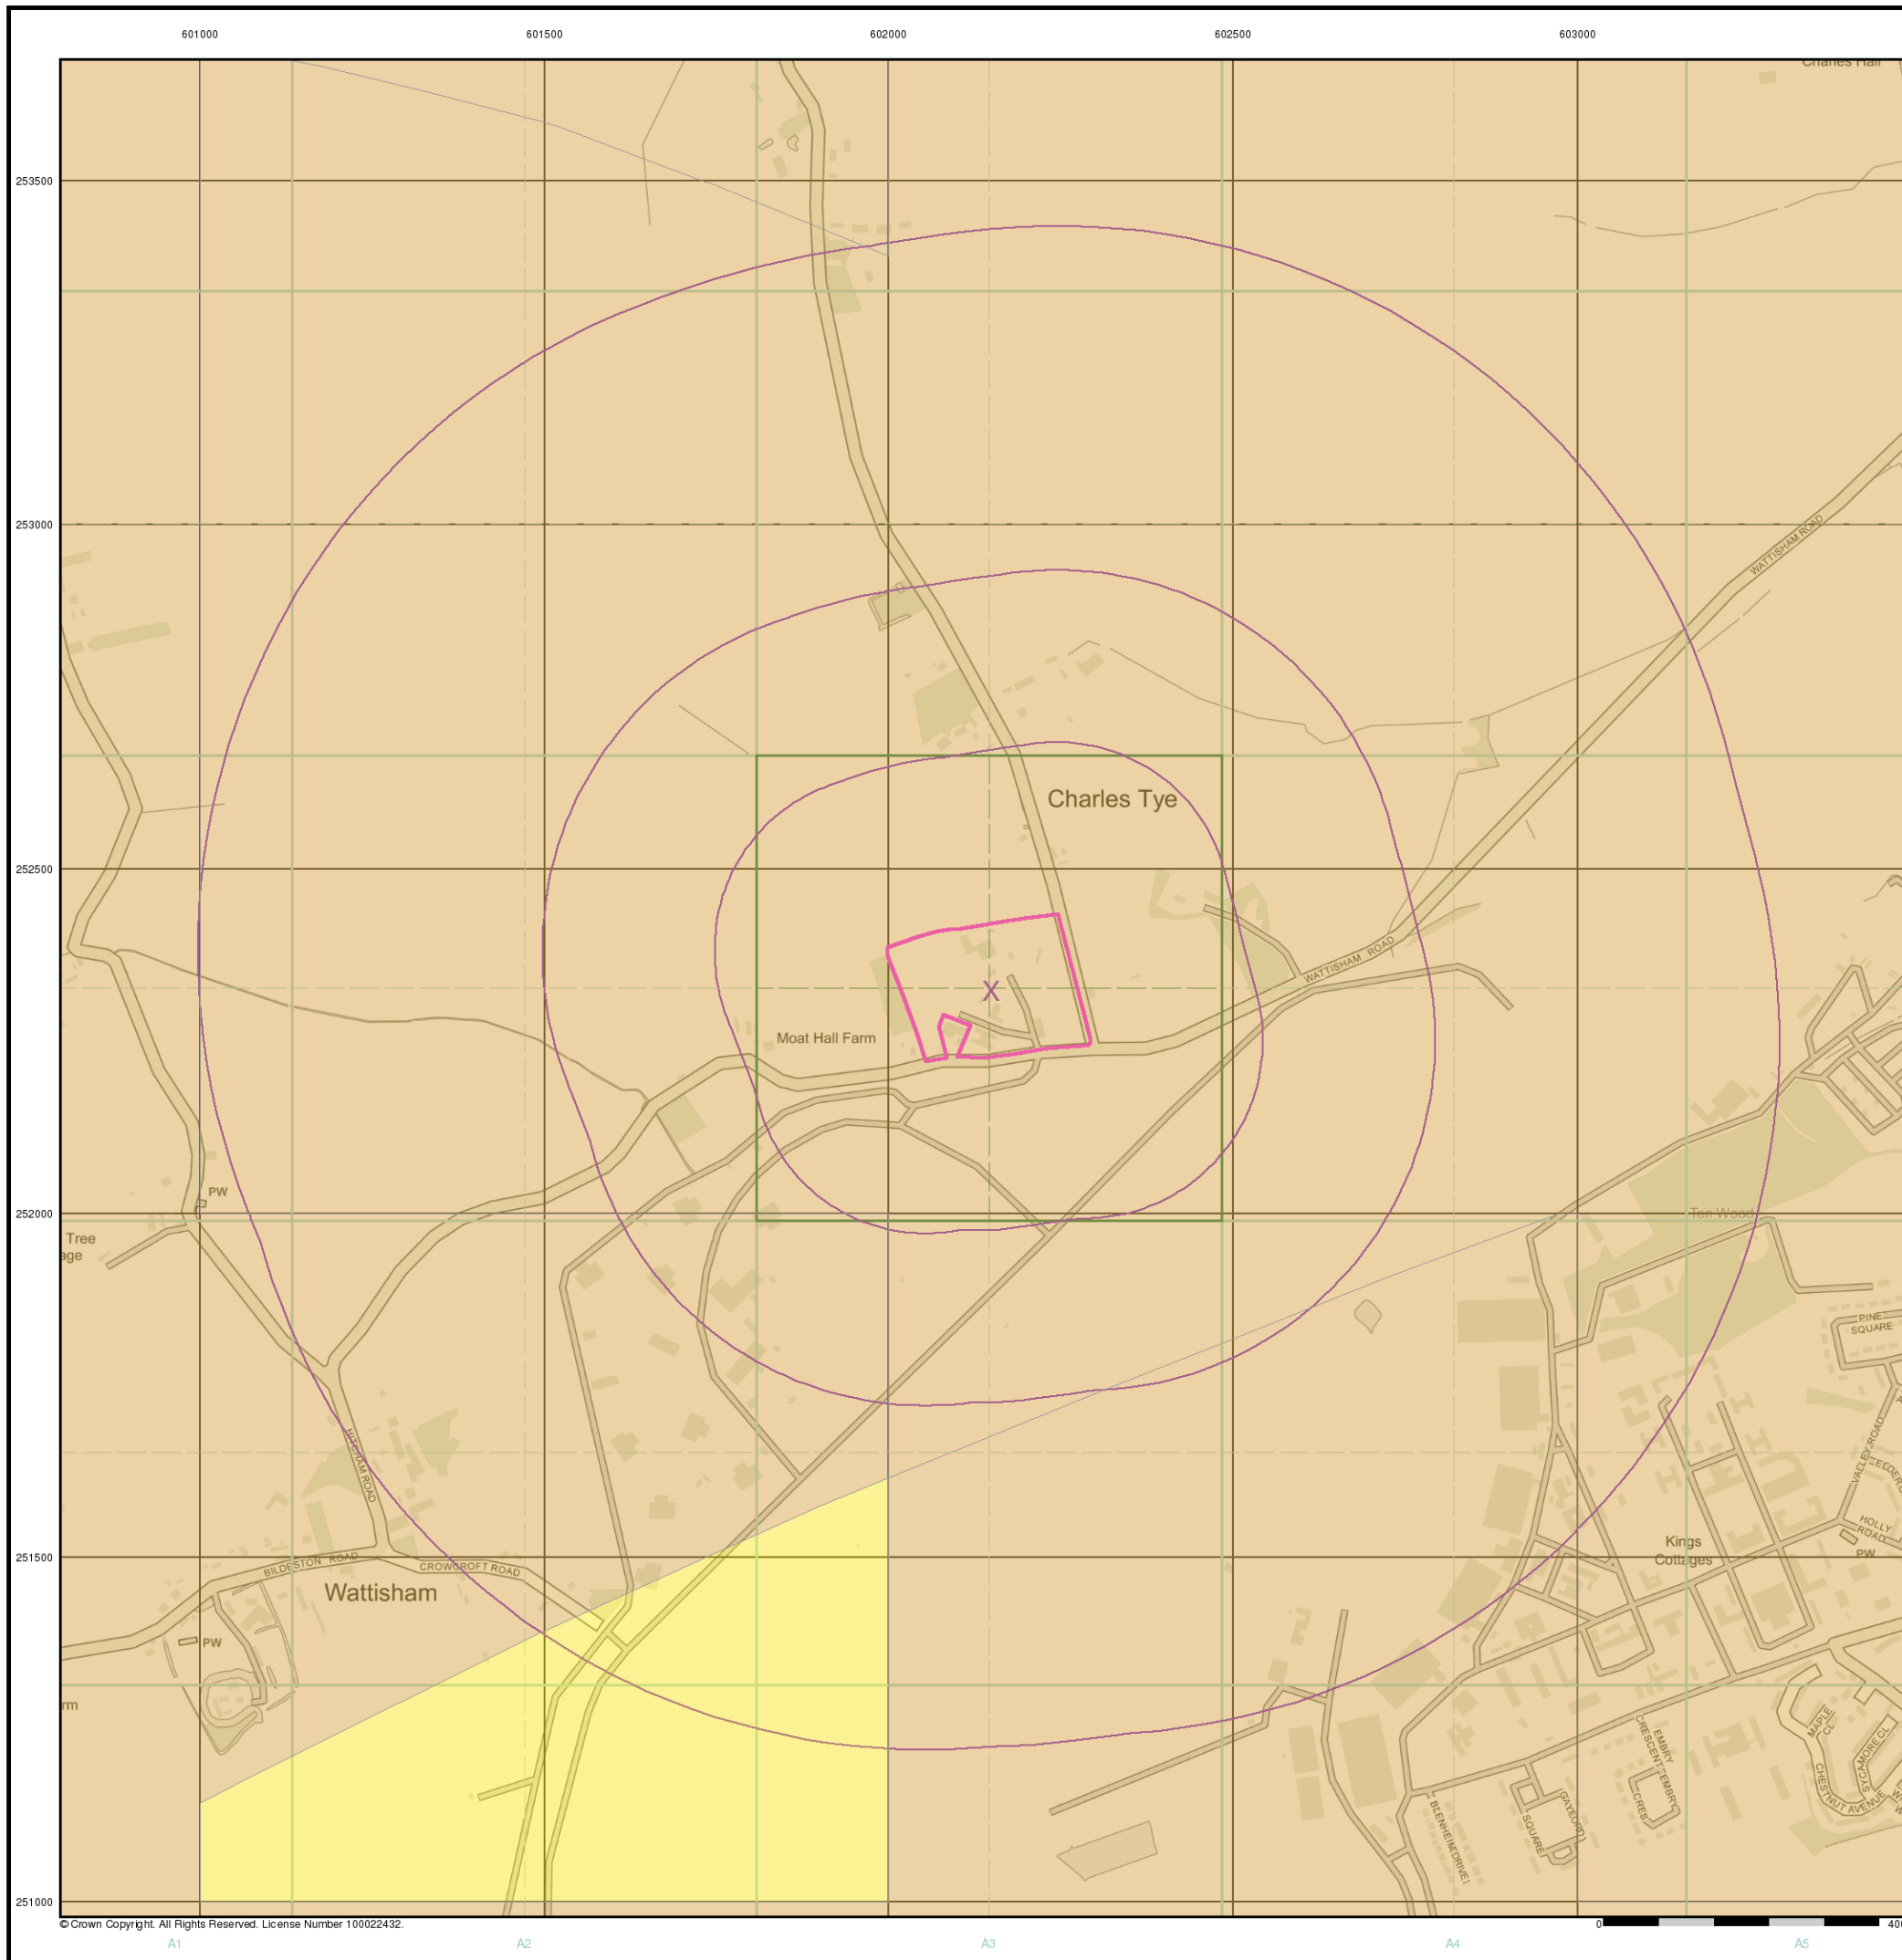 601000 601500 602000 602500 603000
Charles Hall
253500
253000
WATTISHAM ROAD
Charles Tye
252500
WATTISHAM ROAD
X
Moat Hall Farm
PW
252000
Tree
Ten Wood
PINE
SQUARE
HITCHAM ROAD
VALLEY ROAD
HOLLY
ROAD
Kings
Cottages
PW
251500
BILDESTON ROAD
CROWCROFT ROAD
Wattisham
PW
MAPLE
CL
EMBRY
CRESCENT
EMBRY
CRES
SYCAMORE CL
CHESTNUT AVENUE
GAYFORD
SQUARE
BLENHEIM DRIVE
251000
© Crown Copyright. All Rights Reserved. License Number 100022432.
0
A1 A2 A3 A4 A5